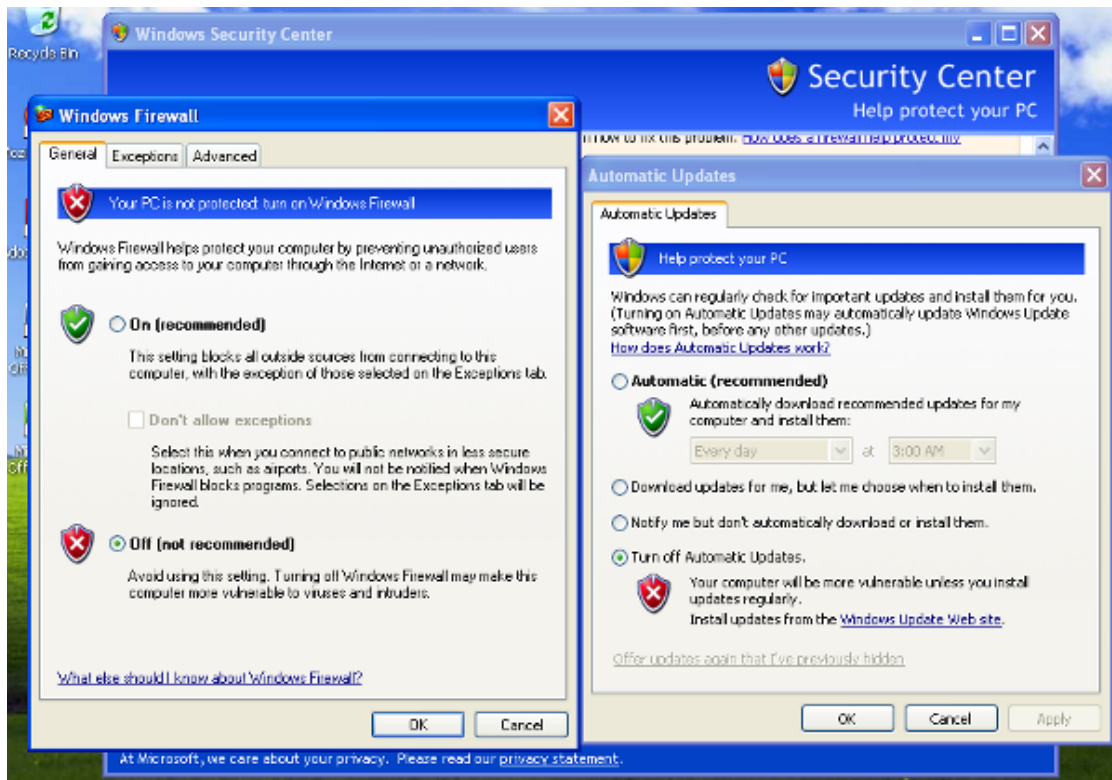 Recycle Bin
Windows Security Center
Security Center
Help protect your PC
how to fix this problem. How does a firewall help protect my
Windows Firewall
General
Exceptions
Advanced
Your PC is not protected: turn on Windows Firewall
Windows Firewall helps protect your computer by preventing unauthorized users
from gaining access to your computer through the Internet or a network.
On (recommended)
This setting blocks all outside sources from connecting to this
computer, with the exception of those selected on the Exceptions tab.
Don't allow exceptions
Select this when you connect to public networks in less secure
locations, such as airports. You will not be notified when Windows
Firewall blocks programs. Selections on the Exceptions tab will be
ignored.
Off (not recommended)
Avoid using this setting. Turning off Windows Firewall may make this
computer more vulnerable to viruses and intruders.
What else should I know about Windows Firewall?
OK
Cancel
Automatic Updates
Automatic Updates
Help protect your PC
Windows can regularly check for important updates and install them for you.
(Turning on Automatic Updates may automatically update Windows Update
software first, before any other updates.)
How does Automatic Updates work?
Automatic (recommended)
Automatically download recommended updates for my
computer and install them:
Every day at 3:00 AM
Download updates for me, but let me choose when to install them.
Notify me but don't automatically download or install them.
Turn off Automatic Updates.
Your computer will be more vulnerable unless you install
updates regularly.
Install updates from the Windows Update Web site.
Offer updates again that I've previously hidden
OK
Cancel
Apply
At Microsoft, we care about your privacy. Please read our privacy statement.